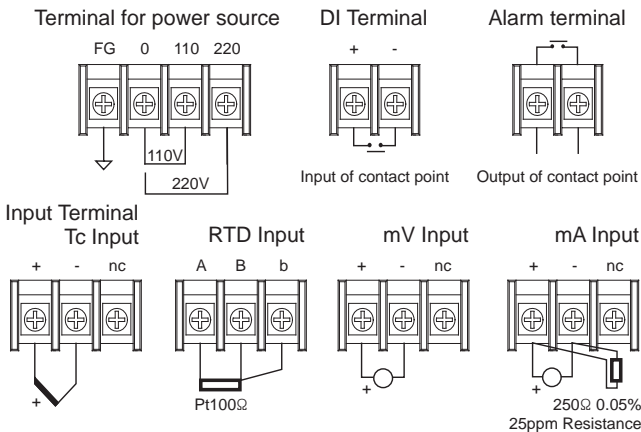 Terminal for power source
DI Terminal
Alarm terminal
FG 0 110 220
+ -
110V
220V
Input of contact point
Output of contact point
Input Terminal
Tc Input
RTD Input
mV Input
mA Input
+ - nc
A B b
+ - nc
+ - nc
+
Pt100Ω
+
+
250Ω 0.05%
25ppm Resistance